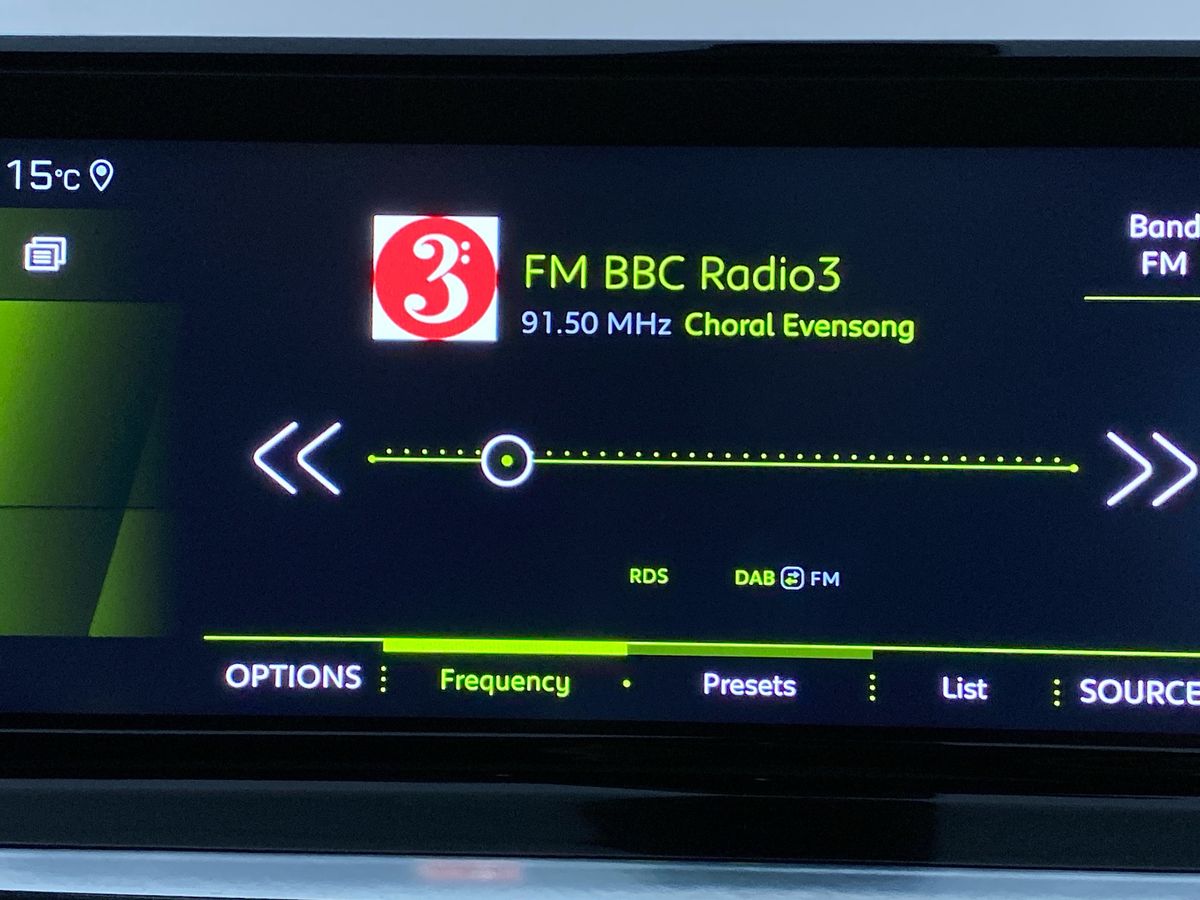 15°C
Band
FM
3:
FM BBC Radio3
91.50 MHz Choral Evensong
RDS DAB FM
OPTIONS Frequency Presets List SOURCE